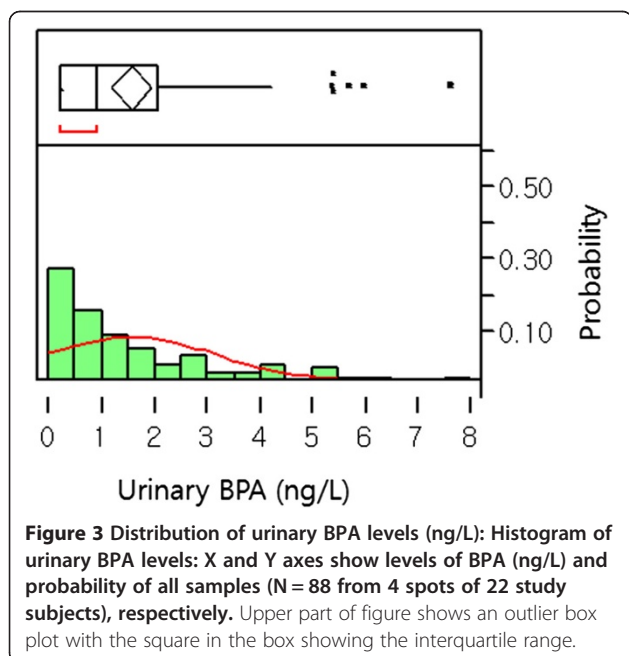 0.50
0.30
0.10
Probability
0 1 2 3 4 5 6 7 8
Urinary BPA (ng/L)
Figure 3 Distribution of urinary BPA levels (ng/L): Histogram of
urinary BPA levels: X and Y axes show levels of BPA (ng/L) and
probability of all samples (N = 88 from 4 spots of 22 study
subjects), respectively. Upper part of figure shows an outlier box
plot with the square in the box showing the interquartile range.